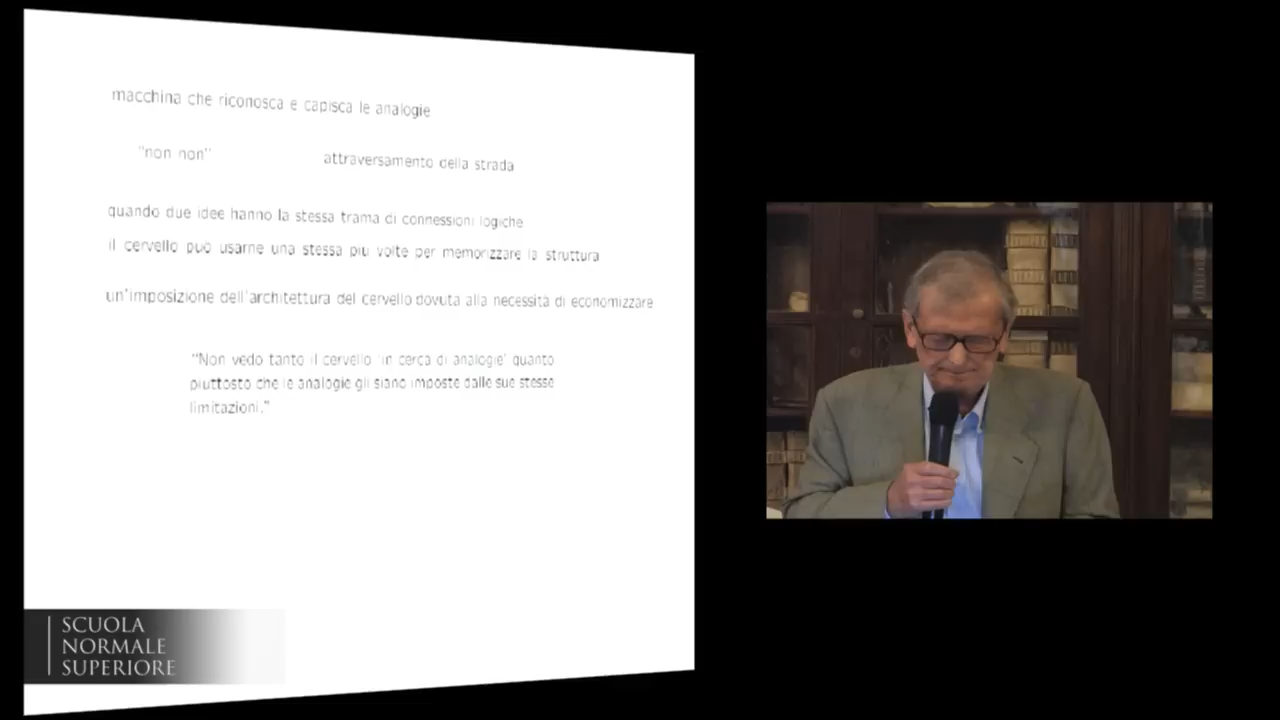 macchina che riconosca e capisca le analogie
"non non" attraversamento della strada
quando due idee hanno la stessa trama di connessioni logiche
il cervello può usarne una stessa più volte per memorizzare la struttura
un'imposizione dell'architettura del cervello dovuta alla necessità di economizzare
"Non vedo tanto il cervello 'in cerca di analogie' quanto
piuttosto che le analogie gli siano imposte dalle sue stesse
limitazioni."
SCUOLA
NORMALE
SUPERIORE